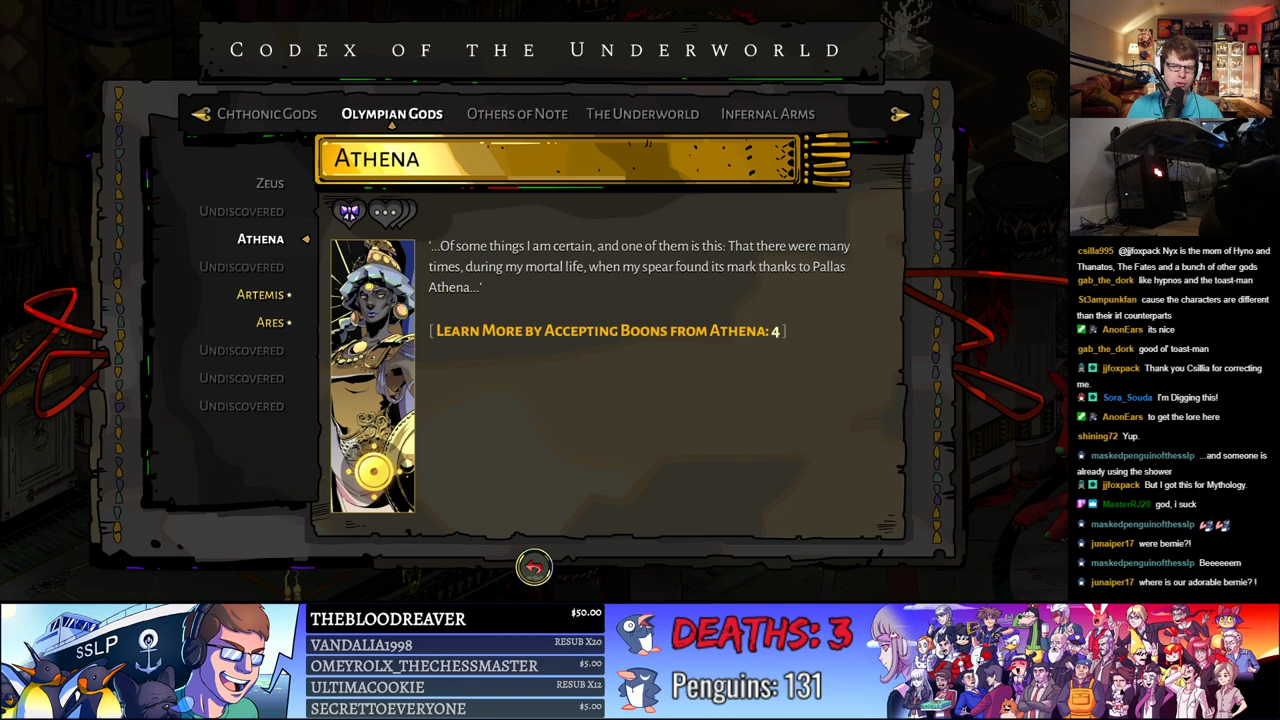 Codex of the Underworld
Chthonic Gods
Olympian Gods
Others of Note
The Underworld
Infernal Arms
Athena
Zeus
Undiscovered
Athena
Undiscovered
Artemis
Ares
Undiscovered
Undiscovered
Undiscovered
'...Of some things I am certain, and one of them is this: That there were many
times, during my mortal life, when my spear found its mark thanks to Pallas
Athena...'
[ Learn More by Accepting Boons from Athena: 4 ]
csilla995 @jjfoxpack Nyx is the mom of Hyno and
Thanatos, The Fates and a bunch of other gods
gab_the_dork like hypnos and the toast-man
St3ampunkfan cause the characters are different
than their irl counterparts
AnonEars its nice
gab_the_dork good ol' toast-man
jjfoxpack Thank you Csillia for correcting
me.
Sora_Souda I'm Digging this!
AnonEars to get the lore here
shining72 Yup.
maskedpenguinofthesslp ...and someone is
already using the shower
jjfoxpack But I got this for Mythology.
MasterRJ20 god, i suck
maskedpenguinofthesslp
junaiper17 were bernie?!
maskedpenguinofthesslp Beeeeeern
junaiper17 where is our adorable bernie? !
SSLP
THEBLOODREAVER $50.00
VANDALIA1998 RESUB X20
OMEYROLX_THECHESSMASTER $5.00
ULTIMACOOKIE RESUB X12
SECRETTOEVERYONE $5.00
DEATHS: 3
Penguins: 131